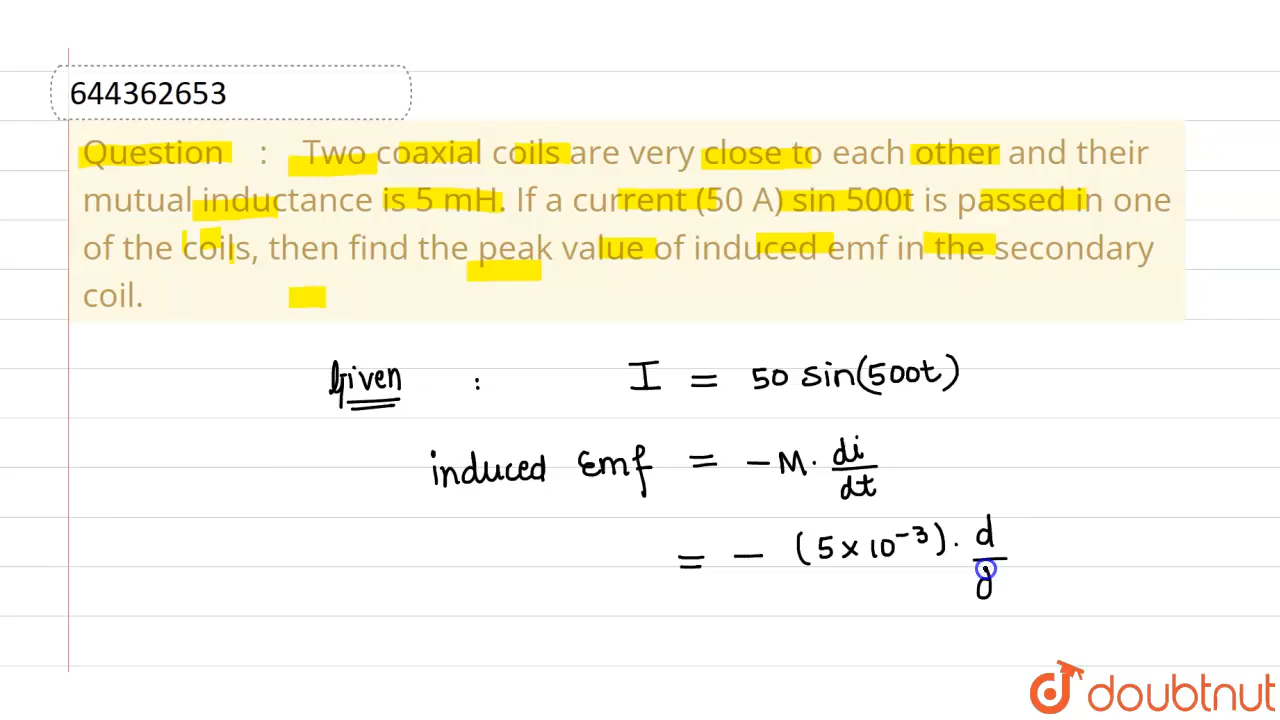 644362653
Question : Two coaxial coils are very close to each other and their
mutual inductance is 5 mH. If a current (50 A) sin 500t is passed in one
of the coils, then find the peak value of induced emf in the secondary
coil.
Given : I = 50 sin(500t)
induced Emf = -M. di/dt
= - (5×10⁻³). d/d
doubtnut